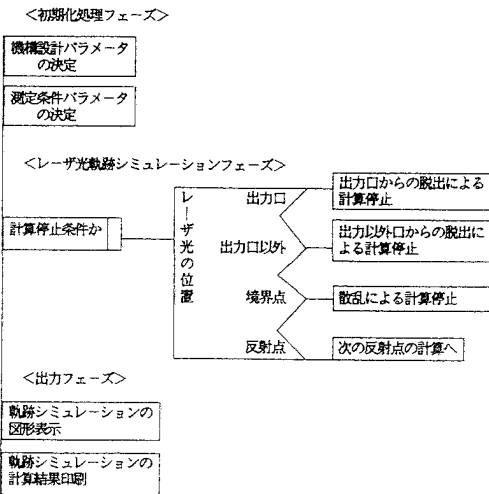 ＜初期化処理フェーズ＞
機構設計パラメータ
の決定
測定条件パラメータ
の決定
＜レーザ光軌跡シミュレーションフェーズ＞
計算停止条件か
レーザ光の位置
出力口
出力口からの脱出による
計算停止
出力口以外
出力以外口からの脱出に
よる計算停止
境界点
散乱による計算停止
反射点
次の反射点の計算へ
＜出力フェーズ＞
軌跡シミュレーションの
図形表示
軌跡シミュレーションの
計算結果印刷